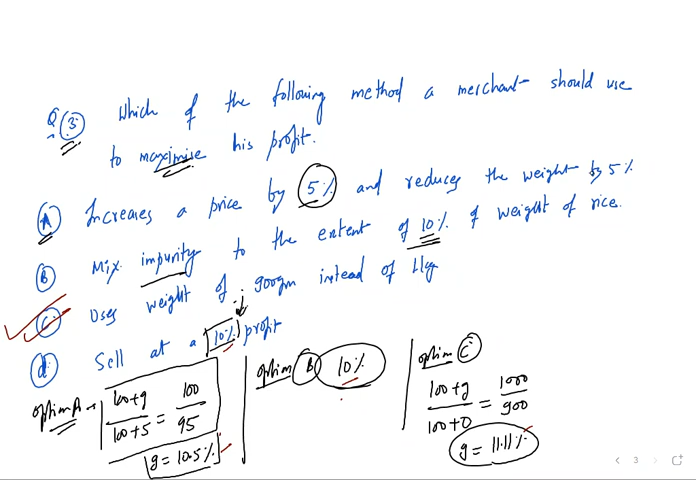 Q 3 Which of the following method a merchant should use
to maximise his profit.
A Increases a price by 5% and reduces the weight by 5%
B Mix impurity to the extent of 10% of weight of rice.
C Uses weight of 900gm instead of 1kg
d Sell at a 10% profit
option A → 100+g / 100+5 = 100 / 95
g = 10.5%
option B 10%
option C
100+g / 100+0 = 1000 / 900
g = 11.11%
3